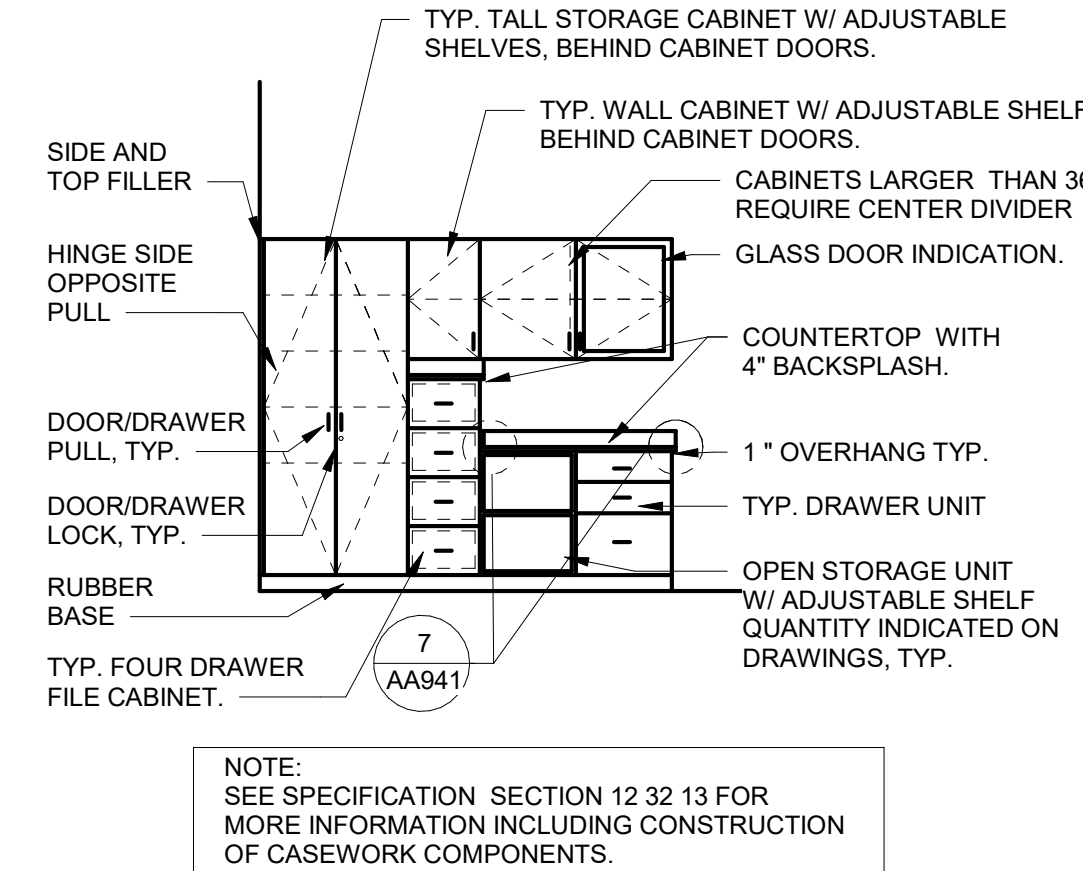 TYP. TALL STORAGE CABINET W/ ADJUSTABLE
SHELVES, BEHIND CABINET DOORS.
TYP. WALL CABINET W/ ADJUSTABLE SHELF
BEHIND CABINET DOORS.
SIDE AND
TOP FILLER
CABINETS LARGER THAN 36
REQUIRE CENTER DIVIDER
HINGE SIDE
OPPOSITE
PULL
GLASS DOOR INDICATION.
COUNTERTOP WITH
4" BACKSPLASH.
DOOR/DRAWER
PULL, TYP.
1 " OVERHANG TYP.
DOOR/DRAWER
LOCK, TYP.
TYP. DRAWER UNIT
RUBBER
BASE
OPEN STORAGE UNIT
W/ ADJUSTABLE SHELF
QUANTITY INDICATED ON
DRAWINGS, TYP.
7
AA941
TYP. FOUR DRAWER
FILE CABINET.
NOTE:
SEE SPECIFICATION SECTION 12 32 13 FOR
MORE INFORMATION INCLUDING CONSTRUCTION
OF CASEWORK COMPONENTS.